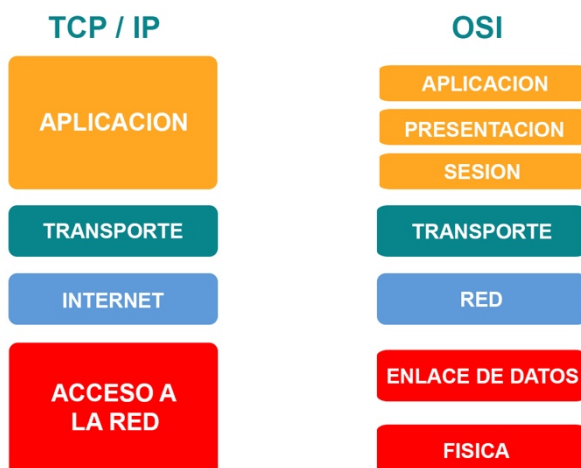 TCP / IP
APLICACION
TRANSPORTE
INTERNET
ACCESO A
LA RED
OSI
APLICACION
PRESENTACION
SESION
TRANSPORTE
RED
ENLACE DE DATOS
FISICA